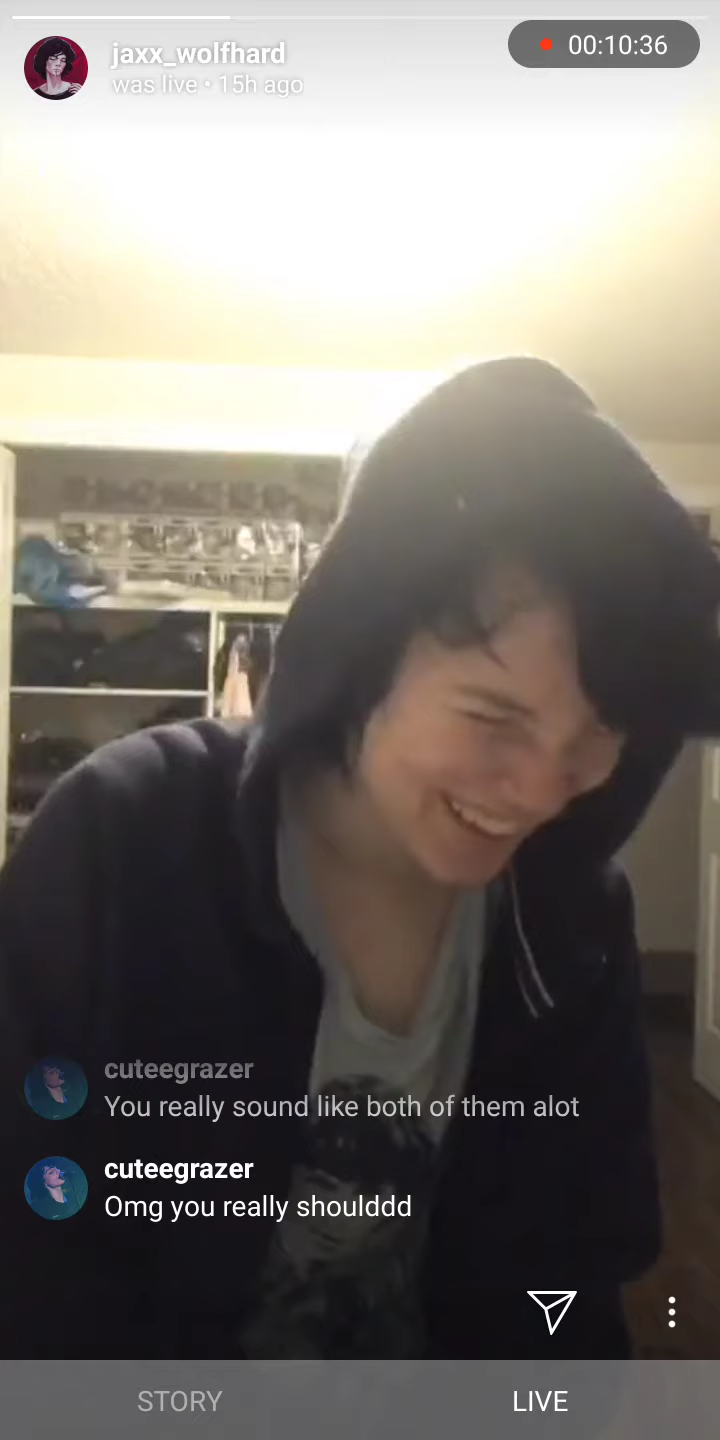 jaxx_wolfhard
was live • 15h ago
00:10:36
cuteegrazer
You really sound like both of them alot
cuteegrazer
Omg you really shoulddd
STORY
LIVE